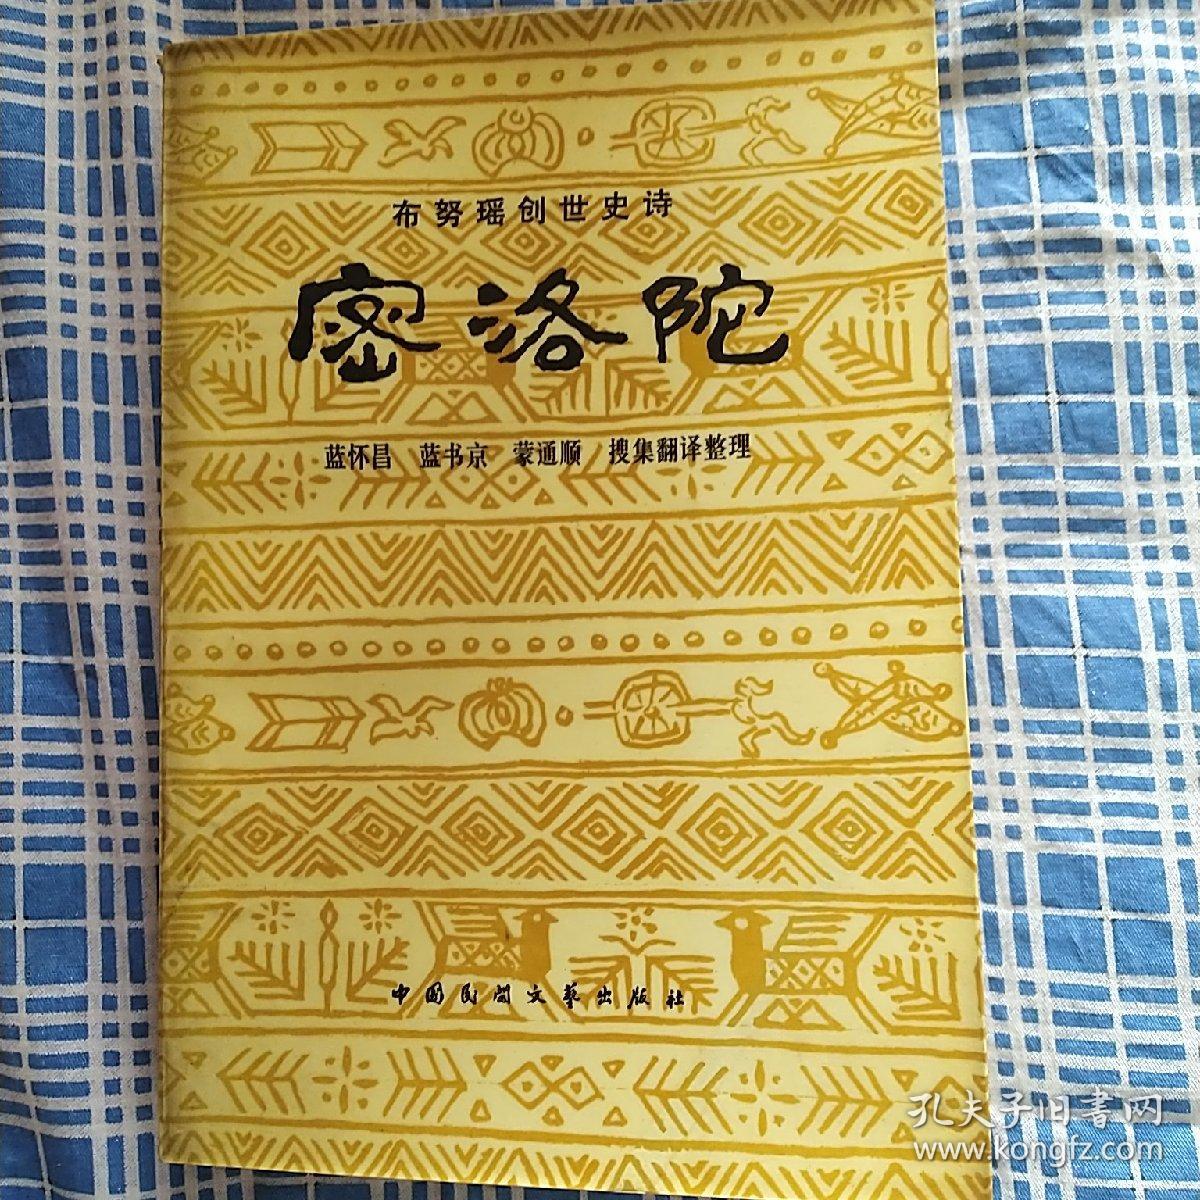 布努瑶创世史诗
密洛陀
蓝怀昌 蓝书京 蒙通顺 搜集翻译整理
中国民间文艺出版社
孔夫子旧書网
www.kongfz.com